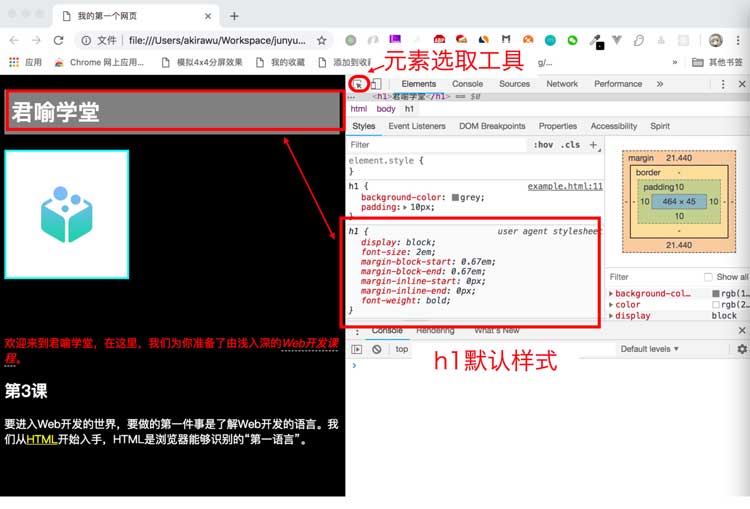 我的第一个网页
文件 | file:///Users/akirawu/Workspace/junyu...
应用
Chrome 网上应用...
模拟4x4分屏效果
我的收藏
添加到收藏
g/...
»
其他书签
元素选取工具
Elements Console Sources Network Performance »
... <h1>君喻学堂</h1> == $0
html body h1
Styles Event Listeners DOM Breakpoints Properties Accessibility Spirit
Filter :hov .cls +
element.style {
}
h1 { example.html:11
background-color: grey;
padding: 10px;
}
h1 { user agent stylesheet
display: block;
font-size: 2em;
margin-block-start: 0.67em;
margin-block-end: 0.67em;
margin-inline-start: 0px;
margin-inline-end: 0px;
font-weight: bold;
}
margin 21.440
border -
padding10
- - 10 464 × 45 10 - -
10
-
21.440
Filter Show all
background-col… rgb(1…
color rgb(2…
display block
Console Rendering What's New
top Default levels ▼
h1默认样式
君喻学堂
欢迎来到君喻学堂，在这里，我们为你准备了由浅入深的Web开发课
程。
第3课
要进入Web开发的世界，要做的第一件事是了解Web开发的语言。我
们从HTML开始入手，HTML是浏览器能够识别的“第一语言”。